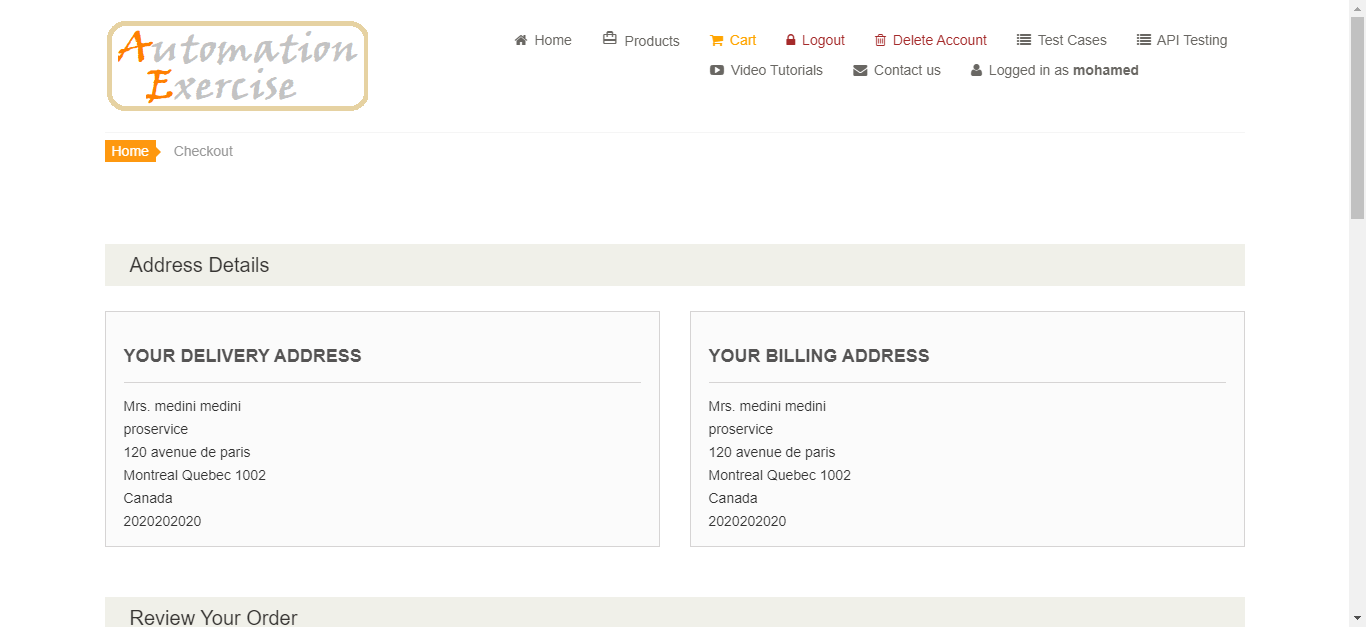 Automation
Exercise
Home Products Cart Logout Delete Account Test Cases API Testing
Video Tutorials Contact us Logged in as mohamed
Home Checkout
Address Details
YOUR DELIVERY ADDRESS
Mrs. medini medini
proservice
120 avenue de paris
Montreal Quebec 1002
Canada
2020202020
YOUR BILLING ADDRESS
Mrs. medini medini
proservice
120 avenue de paris
Montreal Quebec 1002
Canada
2020202020
Review Your Order